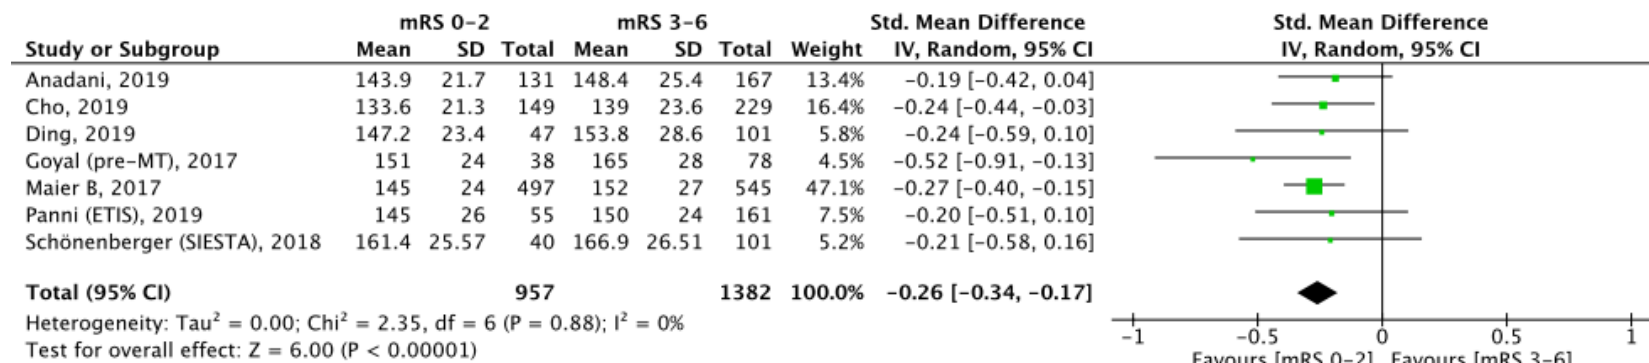 mRS 0-2 mRS 3-6 Std. Mean Difference Std. Mean Difference
Study or Subgroup Mean SD Total Mean SD Total Weight IV, Random, 95% CI IV, Random, 95% CI
Anadani, 2019 143.9 21.7 131 148.4 25.4 167 13.4% -0.19 [-0.42, 0.04]
Cho, 2019 133.6 21.3 149 139 23.6 229 16.4% -0.24 [-0.44, -0.03]
Ding, 2019 147.2 23.4 47 153.8 28.6 101 5.8% -0.24 [-0.59, 0.10]
Goyal (pre-MT), 2017 151 24 38 165 28 78 4.5% -0.52 [-0.91, -0.13]
Maier B, 2017 145 24 497 152 27 545 47.1% -0.27 [-0.40, -0.15]
Panni (ETIS), 2019 145 26 55 150 24 161 7.5% -0.20 [-0.51, 0.10]
Schönenberger (SIESTA), 2018 161.4 25.57 40 166.9 26.51 101 5.2% -0.21 [-0.58, 0.16]
Total (95% CI) 957 1382 100.0% -0.26 [-0.34, -0.17]
Heterogeneity: Tau² = 0.00; Chi² = 2.35, df = 6 (P = 0.88); I² = 0%
Test for overall effect: Z = 6.00 (P < 0.00001)
-1 -0.5 0 0.5 1
Favours [mRS 0-2] Favours [mRS 3-6]